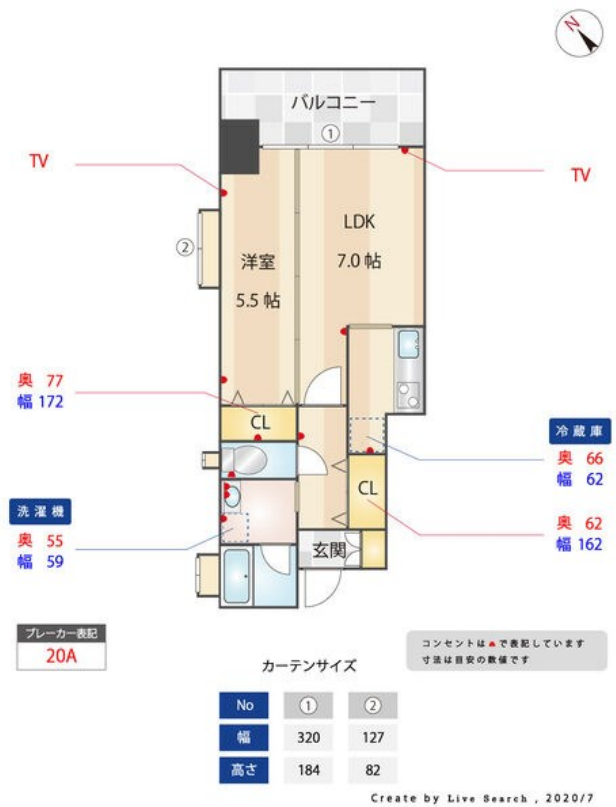 N
バルコニー
①
TV
TV
LDK
7.0 帖
②
洋室
5.5 帖
奥 77
幅 172
CL
冷蔵庫
奥 66
幅 62
CL
洗濯機
奥 55
幅 59
奥 62
幅 162
玄関
ブレーカー表記
20A
コンセントは で表記しています
寸法は目安の数値です
カーテンサイズ
No ① ②
幅 320 127
高さ 184 82
Create by Live Search , 2020/7